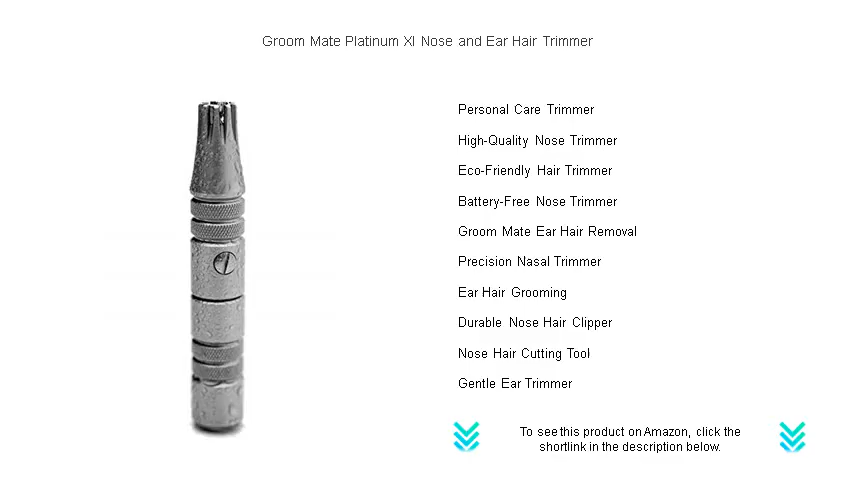 Groom Mate Platinum Xl Nose and Ear Hair Trimmer
Personal Care Trimmer
High-Quality Nose Trimmer
Eco-Friendly Hair Trimmer
Battery-Free Nose Trimmer
Groom Mate Ear Hair Removal
Precision Nasal Trimmer
Ear Hair Grooming
Durable Nose Hair Clipper
Nose Hair Cutting Tool
Gentle Ear Trimmer
To see this product on Amazon, click the
shortlink in the description below.